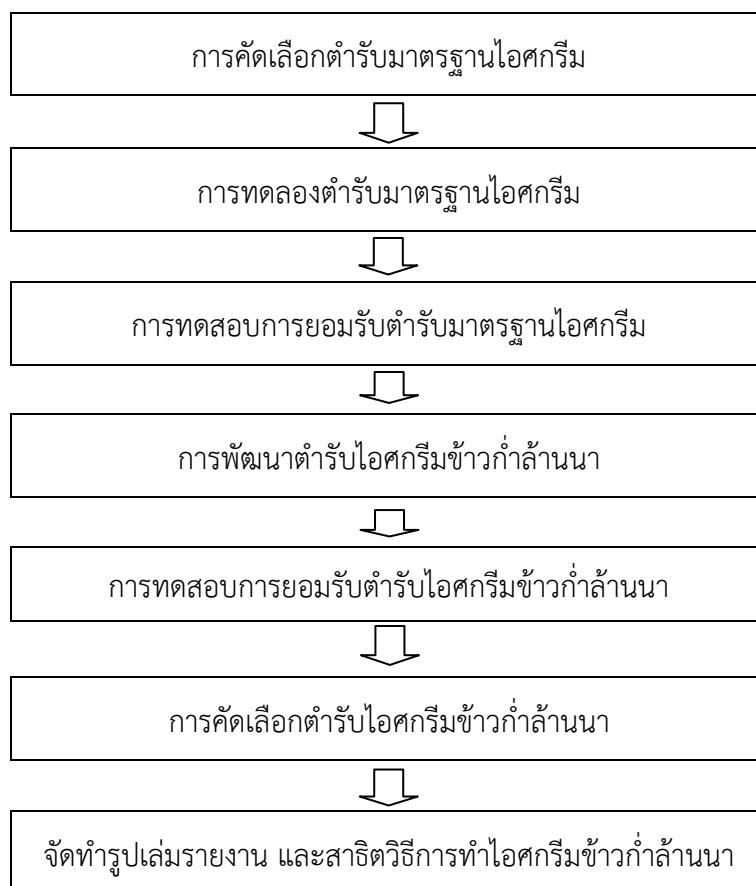 การคัดเลือกตำรับมาตรฐานไอศกรีม
การทดลองตำรับมาตรฐานไอศกรีม
การทดสอบการยอมรับตำรับมาตรฐานไอศกรีม
การพัฒนาตำรับไอศกรีมข้าวก่ำล้านนา
การทดสอบการยอมรับตำรับไอศกรีมข้าวก่ำล้านนา
การคัดเลือกตำรับไอศกรีมข้าวก่ำล้านนา
จัดทำรูปเล่มรายงาน และสาธิตวิธีการทำไอศกรีมข้าวก่ำล้านนา